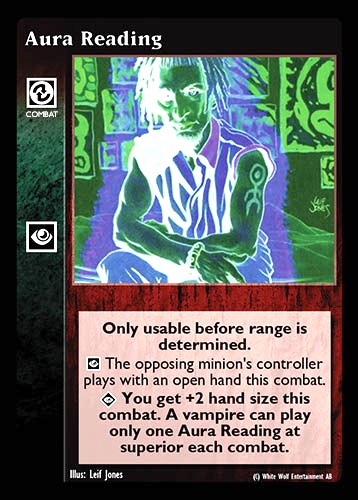 Aura Reading
COMBAT
LEIF
JONES
Only usable before range is
determined.
The opposing minion's controller
plays with an open hand this combat.
You get +2 hand size this
combat. A vampire can play
only one Aura Reading at
superior each combat.
Illus: Leif Jones
(C) White Wolf Entertainment AB